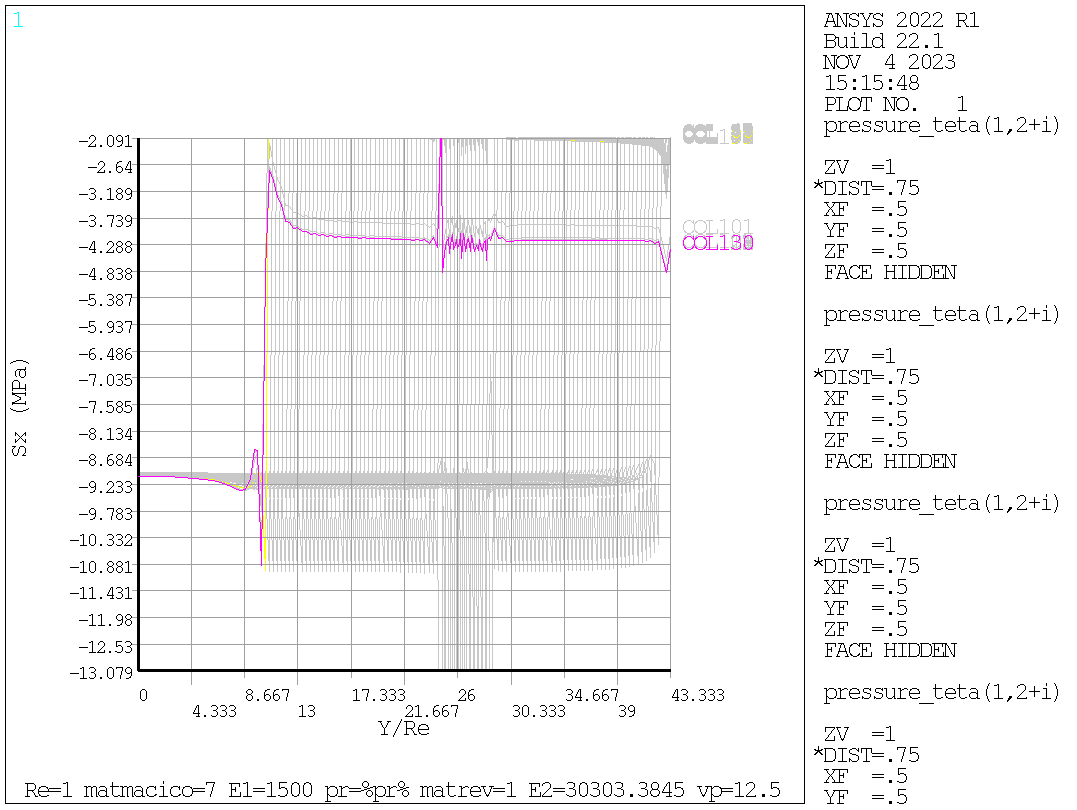 1
ANSYS 2022 R1
Build 22.1
NOV 4 2023
15:15:48
PLOT NO. 1
pressure_teta(1,2+i)
ZV =1
*DIST=.75
XF =.5
YF =.5
ZF =.5
FACE HIDDEN
pressure_teta(1,2+i)
ZV =1
*DIST=.75
XF =.5
YF =.5
ZF =.5
FACE HIDDEN
pressure_teta(1,2+i)
ZV =1
*DIST=.75
XF =.5
YF =.5
ZF =.5
FACE HIDDEN
pressure_teta(1,2+i)
ZV =1
*DIST=.75
XF =.5
YF =.5
-2.091
-2.64
-3.189
-3.739
-4.288
-4.838
-5.387
-5.937
-6.486
-7.035
-7.585
-8.134
-8.684
-9.233
-9.783
-10.332
-10.881
-11.431
-11.98
-12.53
-13.079
Sx (MPa)
COL101
COL130
0
4.333
8.667
13
17.333
21.667
26
30.333
34.667
39
43.333
Y/Re
Re=1 matmacico=7 E1=1500 pr=%pr% matrev=1 E2=30303.3845 vp=12.5